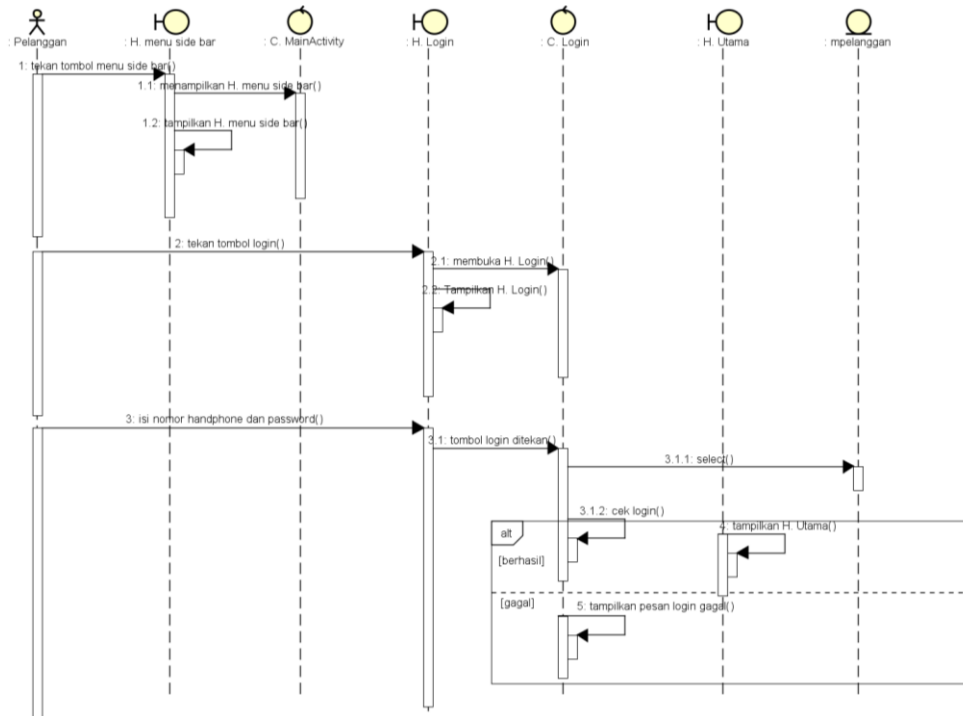 : Pelanggan
: H. menu side bar
: C. MainActivity
: H. Login
: C. Login
: H. Utama
: mpelanggan
1: tekan tombol menu side bar()
1.1: menampilkan H. menu side bar()
1.2: tampilkan H. menu side bar()
2: tekan tombol login()
2.1: membuka H. Login()
2.2: Tampilkan H. Login()
3: isi nomor handphone dan password()
3.1: tombol login ditekan()
3.1.1: select()
3.1.2: cek login()
alt
4: tampilkan H. Utama()
[berhasil]
[gagal]
5: tampilkan pesan login gagal()